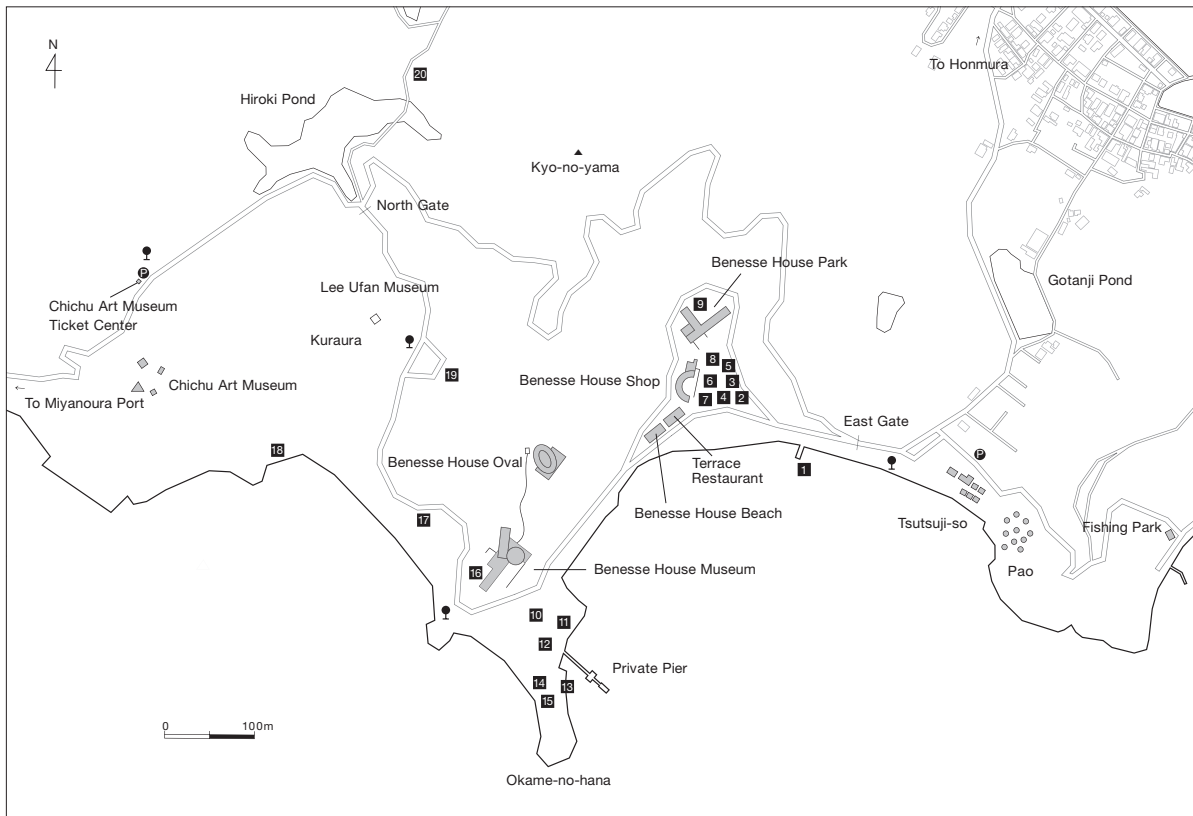 N
20
To Honmura
Hiroki Pond
Kyo-no-yama
North Gate
P
Chichu Art Museum
Ticket Center
Lee Ufan Museum
Kuraura
Benesse House Park
Gotanji Pond
9
8
5
Benesse House Shop
6
3
7
4
2
19
Chichu Art Museum
To Miyanoura Port
East Gate
18
Benesse House Oval
Terrace
Restaurant
1
P
Benesse House Beach
17
Tsutsuji-so
Fishing Park
16
Benesse House Museum
Pao
10
11
12
Private Pier
14
13
15
0
100m
Okame-no-hana